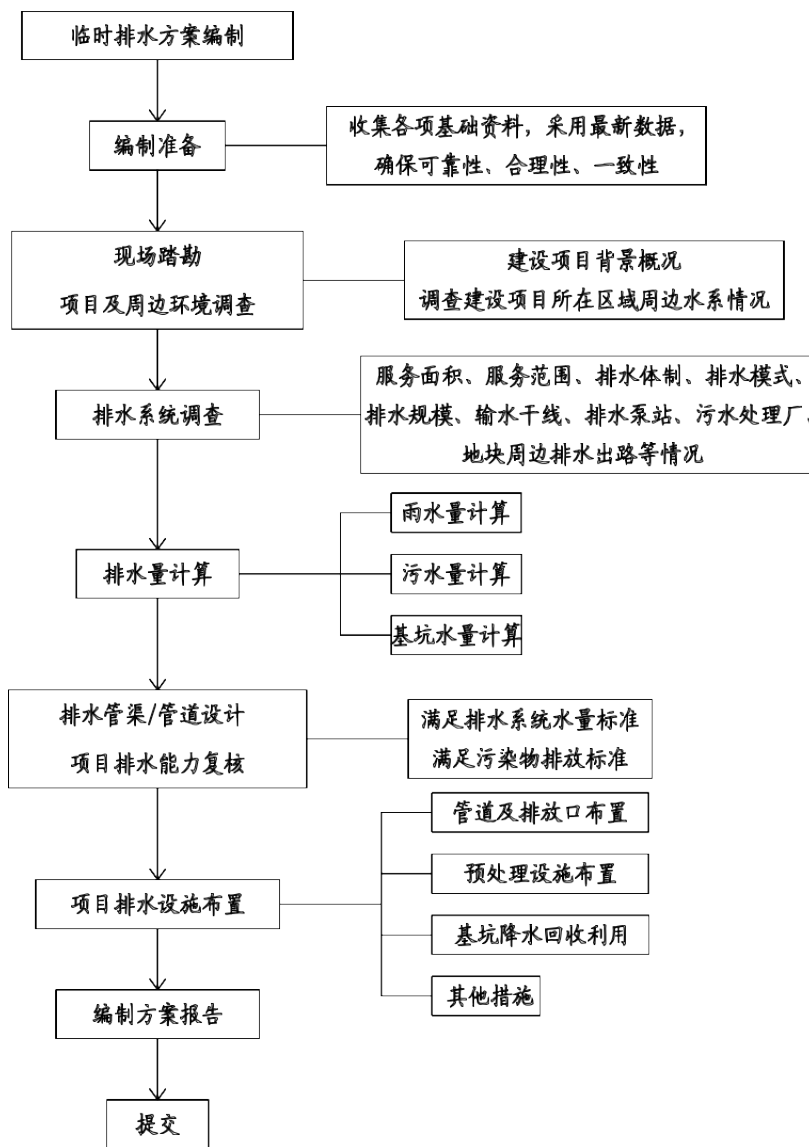 临时排水方案编制
编制准备
收集各项基础资料，采用最新数据，
确保可靠性、合理性、一致性
现场踏勘
项目及周边环境调查
建设项目背景概况
调查建设项目所在区域周边水系情况
排水系统调查
服务面积、服务范围、排水体制、排水模式、
排水规模、输水干线、排水泵站、污水处理厂、
地块周边排水出路等情况
排水量计算
雨水量计算
污水量计算
基坑水量计算
排水管渠/管道设计
项目排水能力复核
满足排水系统水量标准
满足污染物排放标准
项目排水设施布置
管道及排放口布置
预处理设施布置
基坑降水回收利用
其他措施
编制方案报告
提交